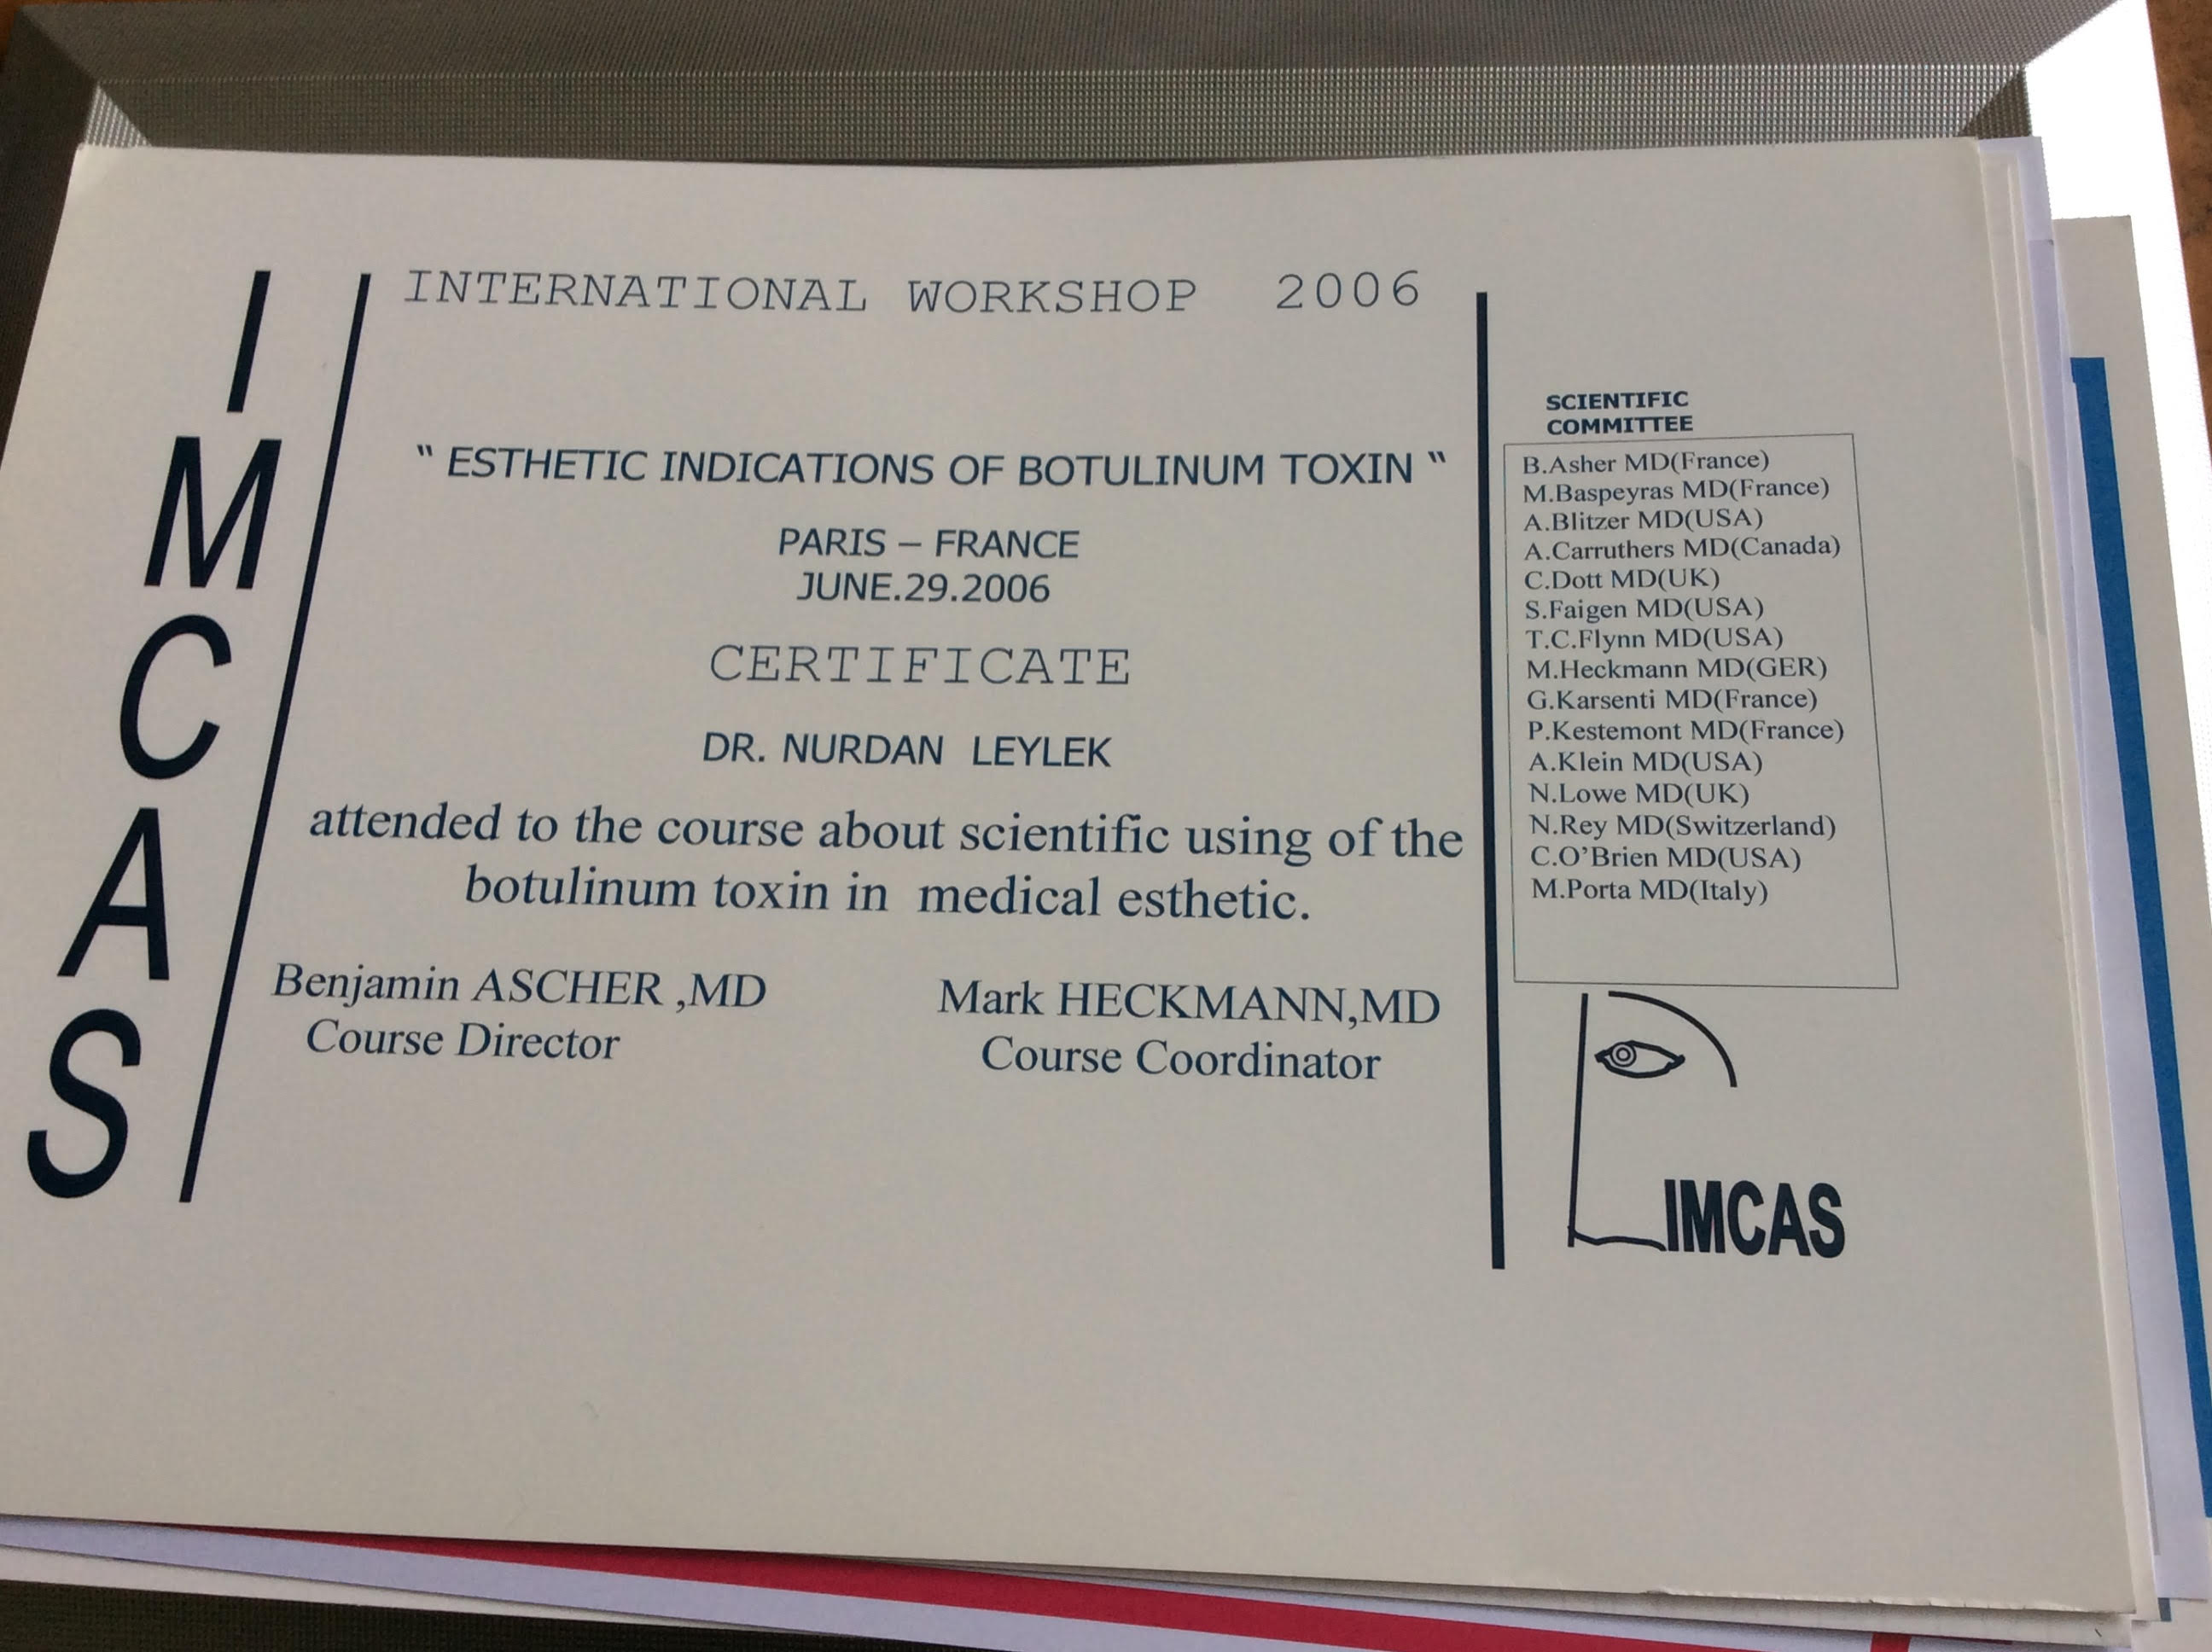 IMCAS
INTERNATIONAL WORKSHOP 2006
" ESTHETIC INDICATIONS OF BOTULINUM TOXIN "
PARIS – FRANCE
JUNE.29.2006
CERTIFICATE
DR. NURDAN LEYLEK
attended to the course about scientific using of the
botulinum toxin in medical esthetic.
Benjamin ASCHER ,MD
Course Director
Mark HECKMANN,MD
Course Coordinator
SCIENTIFIC
COMMITTEE
B.Asher MD(France)
M.Baspeyras MD(France)
A.Blitzer MD(USA)
A.Carruthers MD(Canada)
C.Dott MD(UK)
S.Faigen MD(USA)
T.C.Flynn MD(USA)
M.Heckmann MD(GER)
G.Karsenti MD(France)
P.Kestemont MD(France)
A.Klein MD(USA)
N.Lowe MD(UK)
N.Rey MD(Switzerland)
C.O'Brien MD(USA)
M.Porta MD(Italy)
IMCAS